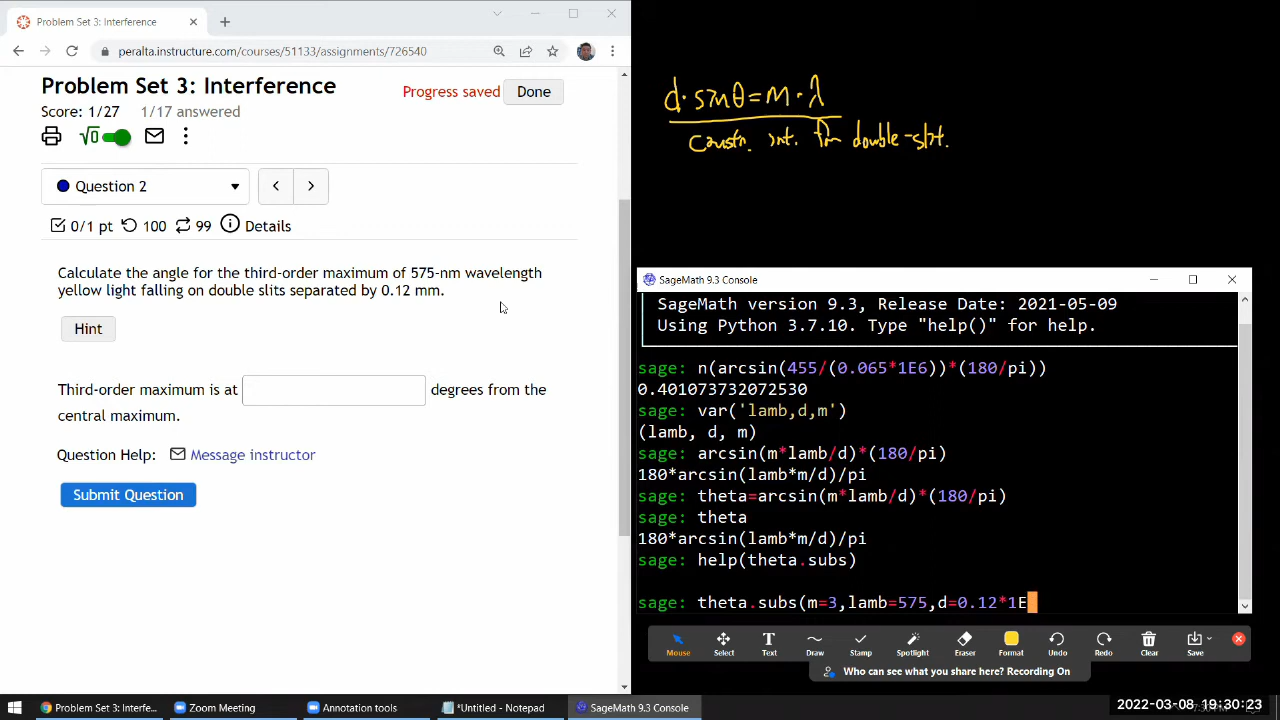 Problem Set 3: Interference
peralta.instructure.com/courses/51133/assignments/726540
Problem Set 3: Interference
Progress saved
Done
Score: 1/27
1/17 answered
√0
Question 2
0/1 pt
100
99
Details
Calculate the angle for the third-order maximum of 575-nm wavelength
yellow light falling on double slits separated by 0.12 mm.
Hint
Third-order maximum is at
degrees from the
central maximum.
Question Help:
Message instructor
Submit Question
d·sinθ=m·λ
constr. int. for double-slit.
SageMath 9.3 Console
SageMath version 9.3, Release Date: 2021-05-09
Using Python 3.7.10. Type "help()" for help.
sage: n(arcsin(455/(0.065*1E6))*(180/pi))
0.401073732072530
sage: var('lamb,d,m')
(lamb, d, m)
sage: arcsin(m*lamb/d)*(180/pi)
180*arcsin(lamb*m/d)/pi
sage: theta=arcsin(m*lamb/d)*(180/pi)
sage: theta
180*arcsin(lamb*m/d)/pi
sage: help(theta.subs)
sage: theta.subs(m=3,lamb=575,d=0.12*1E
Mouse
Select
Text
Draw
Stamp
Spotlight
Eraser
Format
Undo
Redo
Clear
Save
Who can see what you share here? Recording On
Problem Set 3: Interfe...
Zoom Meeting
Annotation tools
*Untitled - Notepad
SageMath 9.3 Console
2022-03-08 19:30:23